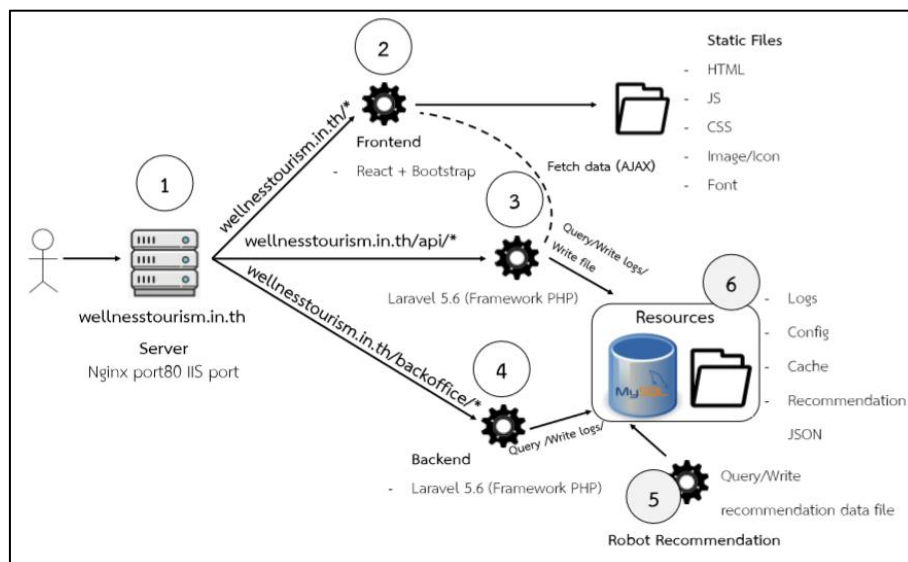 2
Static Files
- HTML
- JS
- CSS
- Image/Icon
- Font
wellnesstourism.in.th/*
Frontend
- React + Bootstrap
Fetch data (AJAX)
1
3
wellnesstourism.in.th/api/*
Query/Write logs/
Write file
wellnesstourism.in.th
Server
Nginx port80 IIS port
Laravel 5.6 (Framework PHP)
wellnesstourism.in.th/backoffice/*
6
Resources
MySQL
- Logs
- Config
- Cache
- Recommendation
JSON
4
Query /Write logs/
Backend
- Laravel 5.6 (Framework PHP)
5
Query/Write
recommendation data file
Robot Recommendation